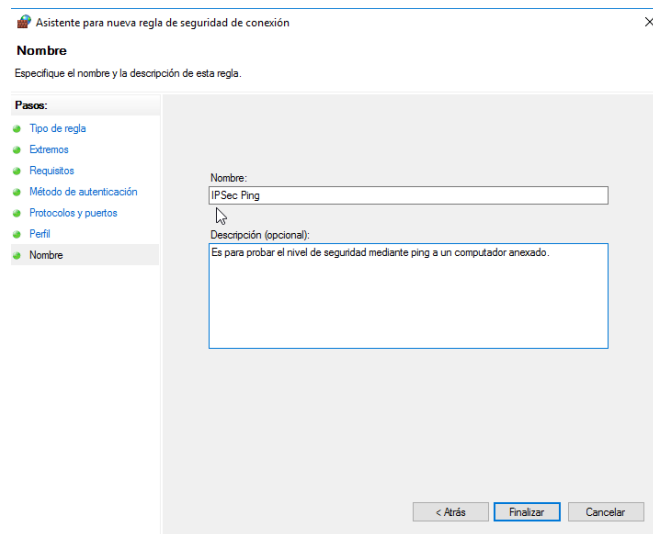 Asistente para nueva regla de seguridad de conexión
Nombre
Especifique el nombre y la descripción de esta regla.
Pasos:
Tipo de regla
Extremos
Requisitos
Método de autenticación
Protocolos y puertos
Perfil
Nombre
Nombre:
IPSec Ping
Descripción (opcional):
Es para probar el nivel de seguridad mediante ping a un computador anexado.
< Atrás
Finalizar
Cancelar